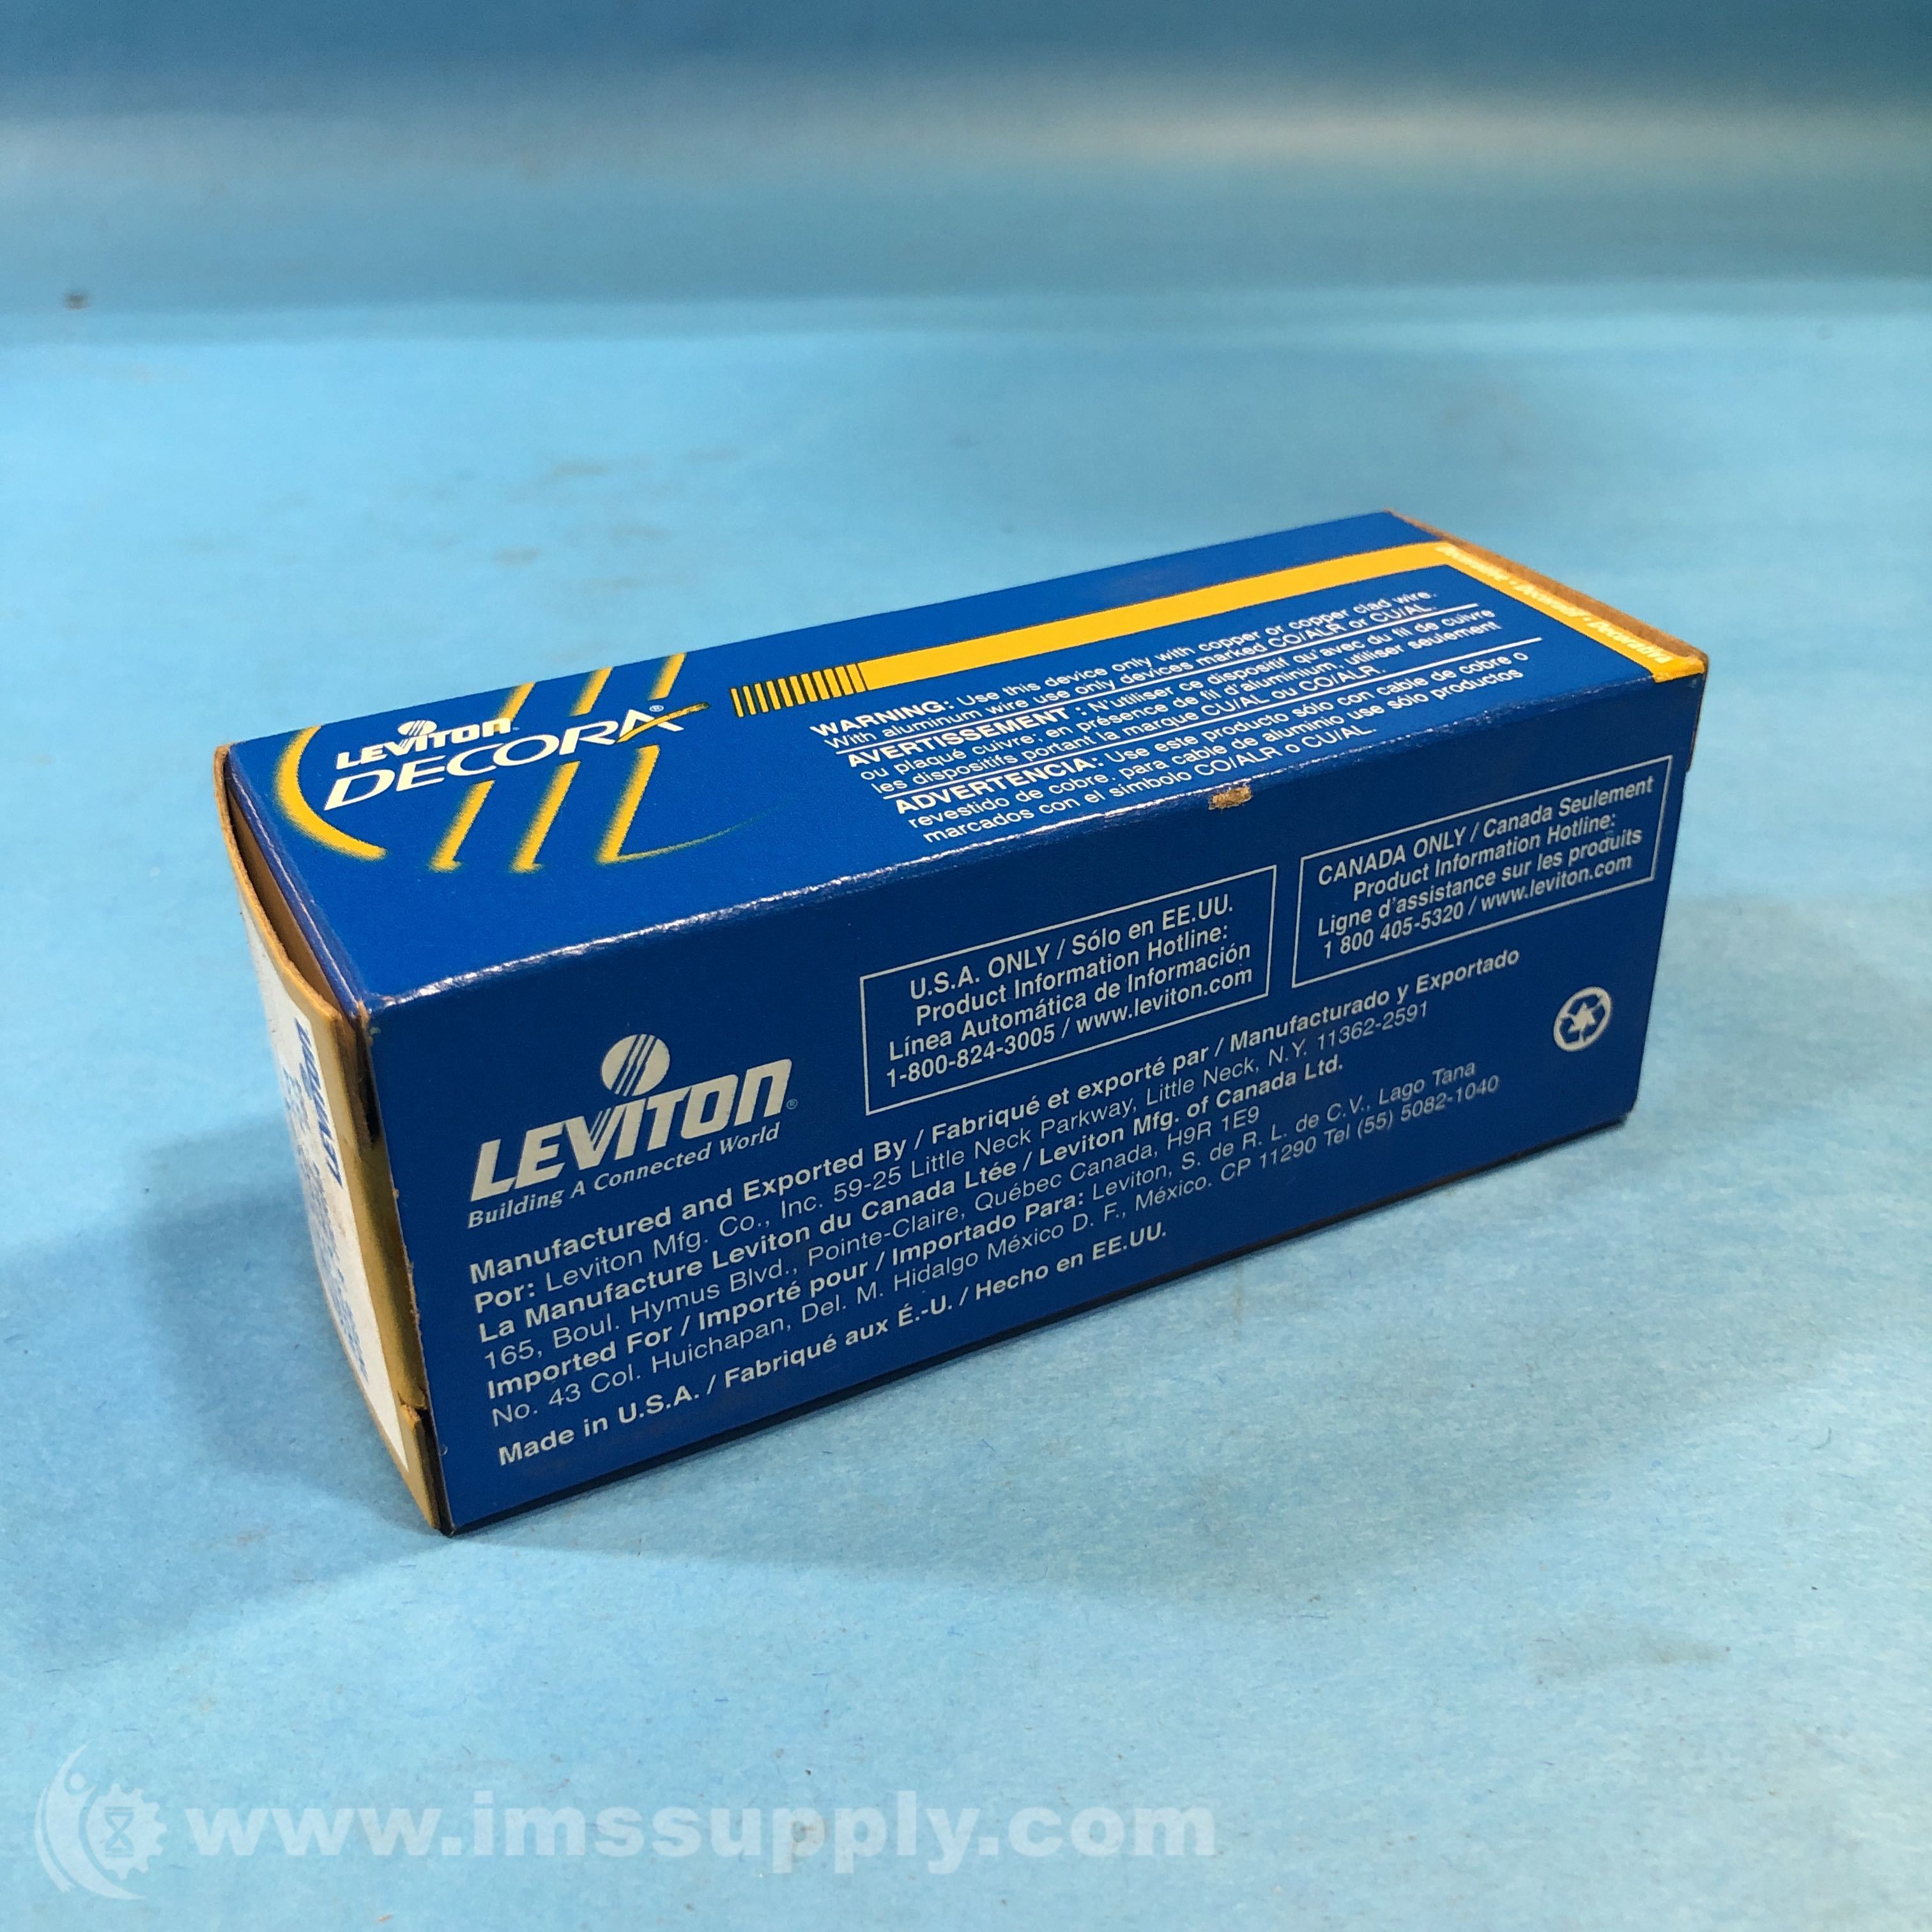 LEVITON
DECORA®
WARNING: Use this device only with copper or copper clad wire.
With aluminum wire use only devices marked CO/ALR or CU/AL.
AVERTISSEMENT : N'utiliser ce dispositif qu'avec du fil de cuivre
ou plaqué cuivre; en présence de fil d'aluminium, utiliser seulement
les dispositifs portant la marque CU/AL ou CO/ALR
ADVERTENCIA: Use este producto sólo con cable de cobre o
revestido de cobre. para cable de aluminio use sólo productos
marcados con el símbolo CO/ALR o CU/AL.
LEVITON®
Building A Connected World
U.S.A. ONLY / Sólo en EE.UU.
Product Information Hotline:
Línea Automática de Información
1-800-824-3005 / www.leviton.com
CANADA ONLY / Canada Seulement
Product Information Hotline:
Ligne d'assistance sur les produits
1 800 405-5320 / www.leviton.com
Manufactured and Exported By / Fabriqué et exporté par / Manufacturado y Exportado
Por: Leviton Mfg. Co., Inc. 59-25 Little Neck Parkway, Little Neck, N.Y. 11362-2591
La Manufacture Leviton du Canada Ltée / Leviton Mfg. of Canada Ltd.
165, Boul. Hymus Blvd., Pointe-Claire, Québec Canada, H9R 1E9
Imported For / Importé pour / Importado Para: Leviton, S. de R. L. de C.V., Lago Tana
No. 43 Col. Huichapan, Del. M. Hidalgo México D. F., México. CP 11290 Tel (55) 5082-1040
Made in U.S.A. / Fabriqué aux É.-U. / Hecho en EE.UU.
www.imssupply.com